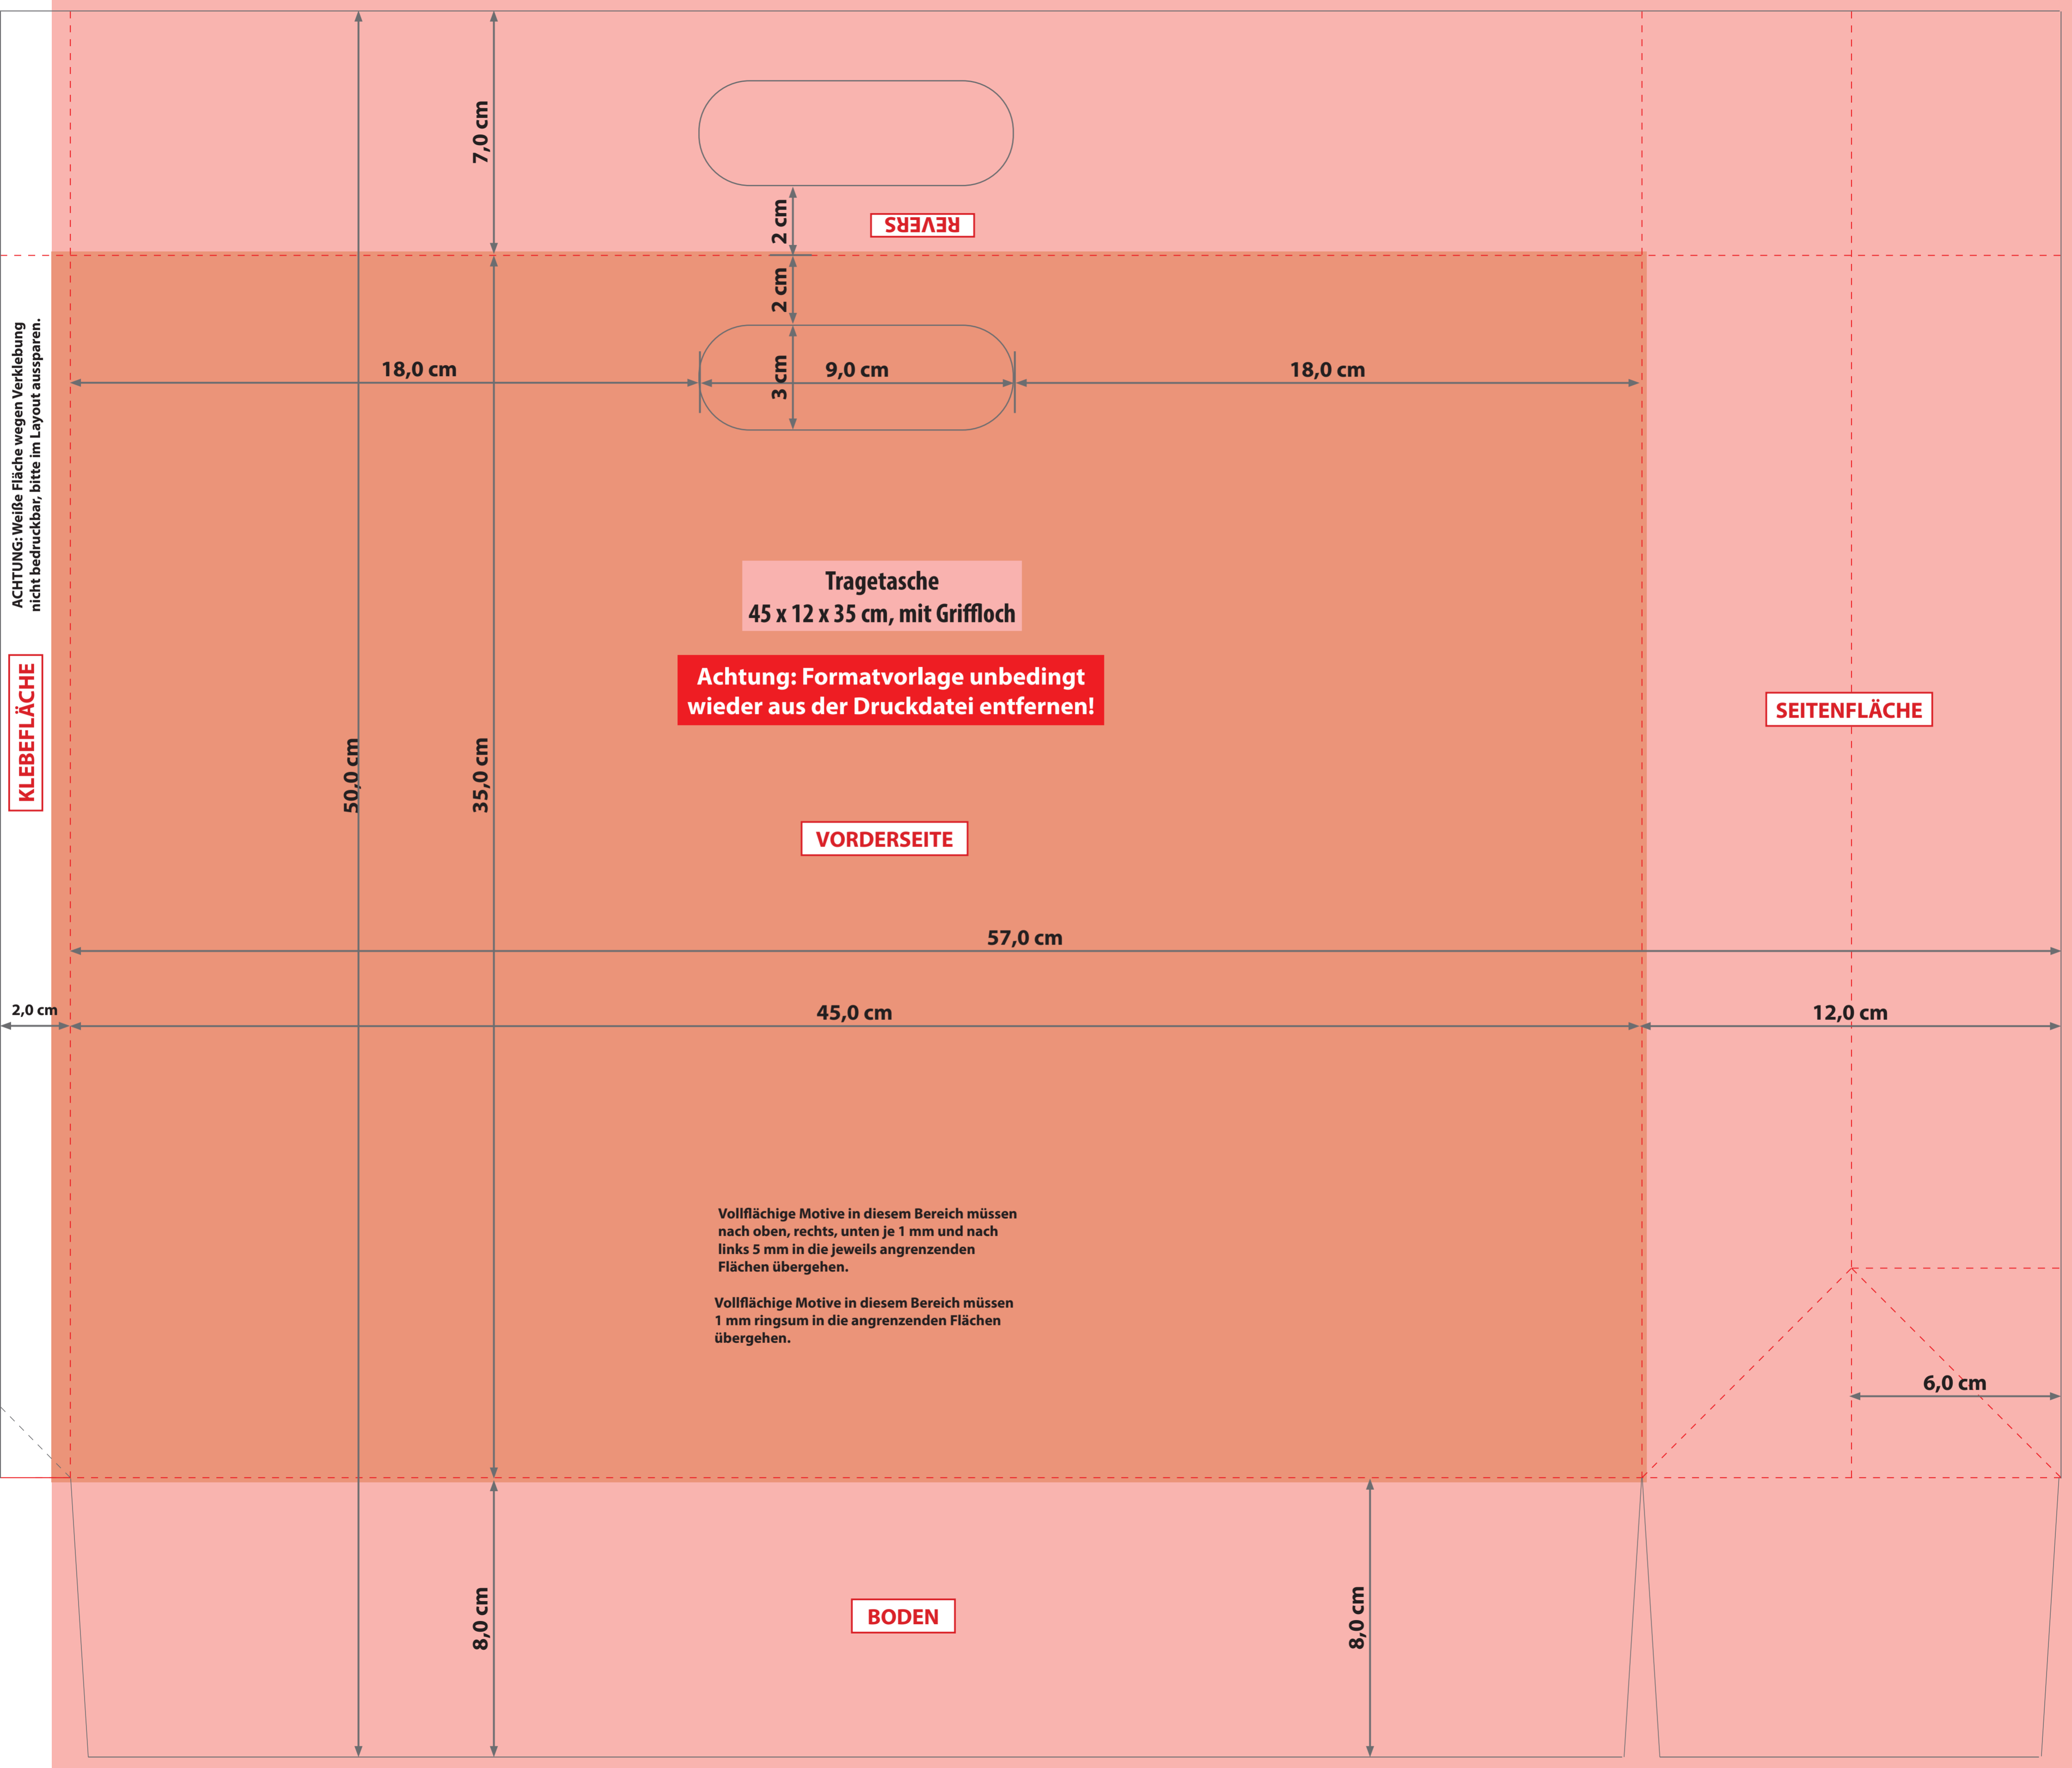 7,0 cm
2 cm
REVERS
2 cm
18,0 cm
3 cm
9,0 cm
18,0 cm
ACHTUNG: Weiße Fläche wegen Verklebung
nicht bedruckbar, bitte im Layout aussparen.
KLEBEFLÄCHE
Tragetasche
45 x 12 x 35 cm, mit Griffloch
Achtung: Formatvorlage unbedingt
wieder aus der Druckdatei entfernen!
SEITENFLÄCHE
50,0 cm
35,0 cm
VORDERSEITE
57,0 cm
2,0 cm
45,0 cm
12,0 cm
Vollflächige Motive in diesem Bereich müssen
nach oben, rechts, unten je 1 mm und nach
links 5 mm in die jeweils angrenzenden
Flächen übergehen.
Vollflächige Motive in diesem Bereich müssen
1 mm ringsum in die angrenzenden Flächen
übergehen.
6,0 cm
8,0 cm
BODEN
8,0 cm